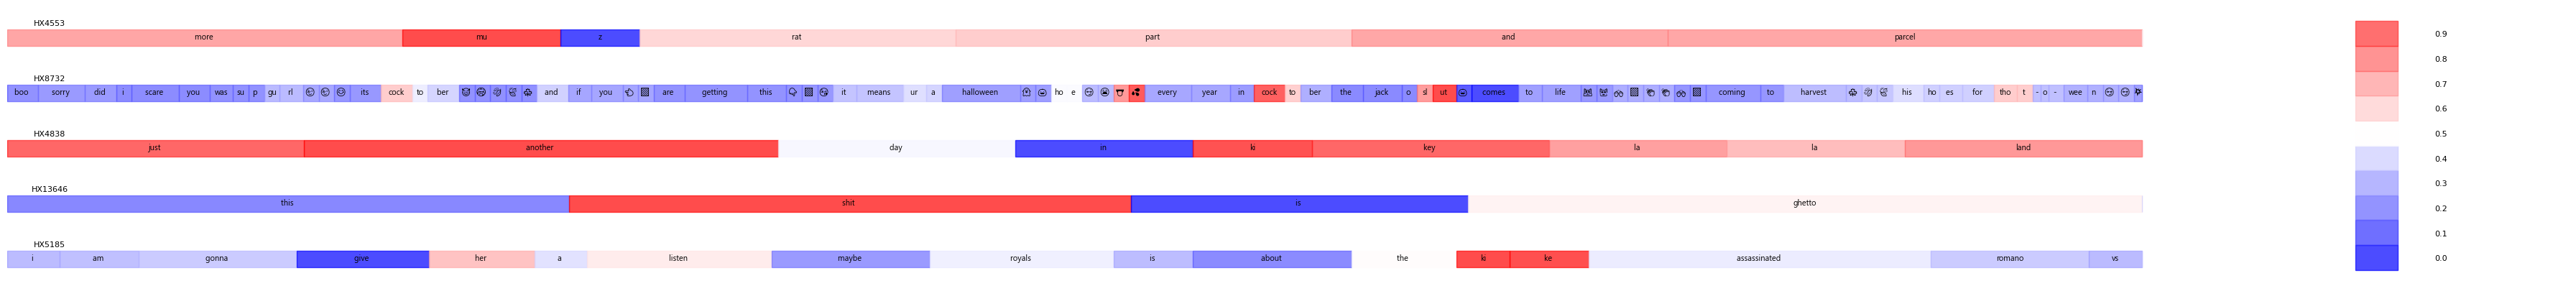 HX4553
more mu z rat part and parcel
HX8732
boo sorry did i scare you was su p gu rl its cock to ber and if you are getting this it means ur a halloween ho e every year in cock to ber the jack o sl ut comes to life coming to harvest his ho es for tho t - o - wee n
HX4838
just another day in ki key la la land
HX13646
this shit is ghetto
HX5185
i am gonna give her a listen maybe royals is about the ki ke assassinated romano vs
0.9
0.8
0.7
0.6
0.5
0.4
0.3
0.2
0.1
0.0